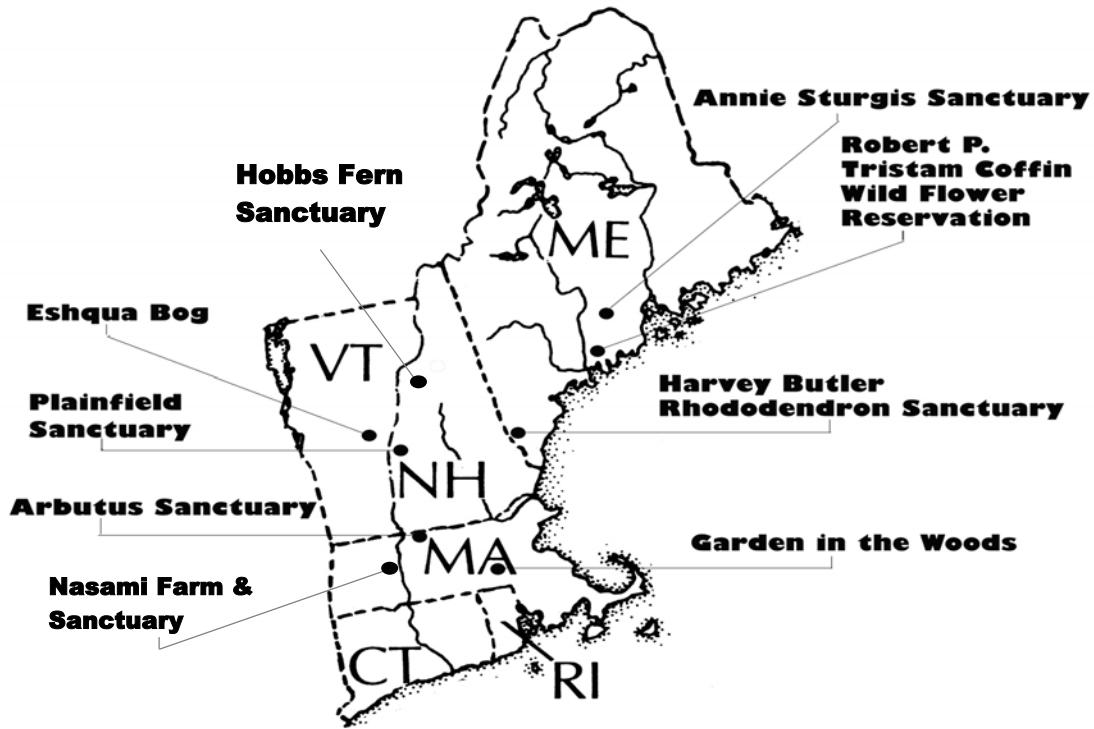 Annie Sturgis Sanctuary
Robert P.
Tristam Coffin
Wild Flower
Reservation
Hobbs Fern
Sanctuary
ME
Eshqua Bog
VT
Plainfield
Sanctuary
Harvey Butler
Rhododendron Sanctuary
NH
Arbutus Sanctuary
MA
Garden in the Woods
Nasami Farm &
Sanctuary
CT
RI